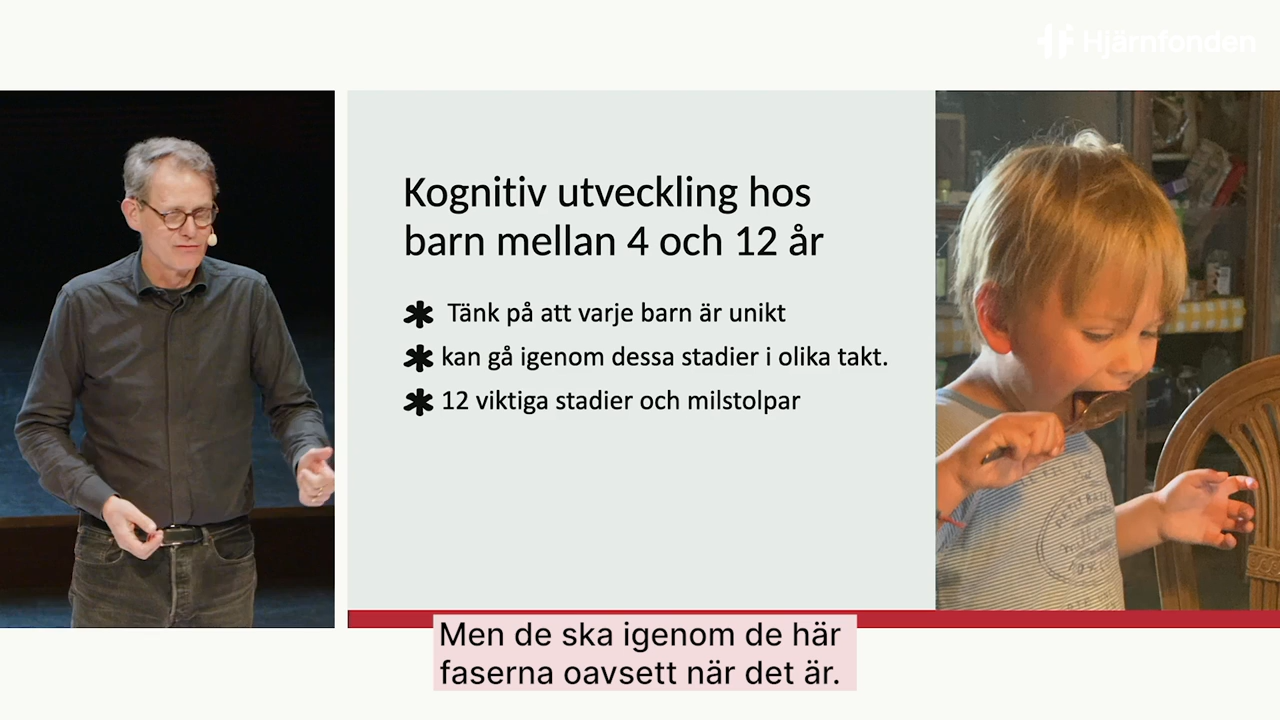 Hjärnfonden
Kognitiv utveckling hos
barn mellan 4 och 12 år
Tänk på att varje barn är unikt
kan gå igenom dessa stadier i olika takt.
12 viktiga stadier och milstolpar
Men de ska igenom de här
faserna oavsett när det är.